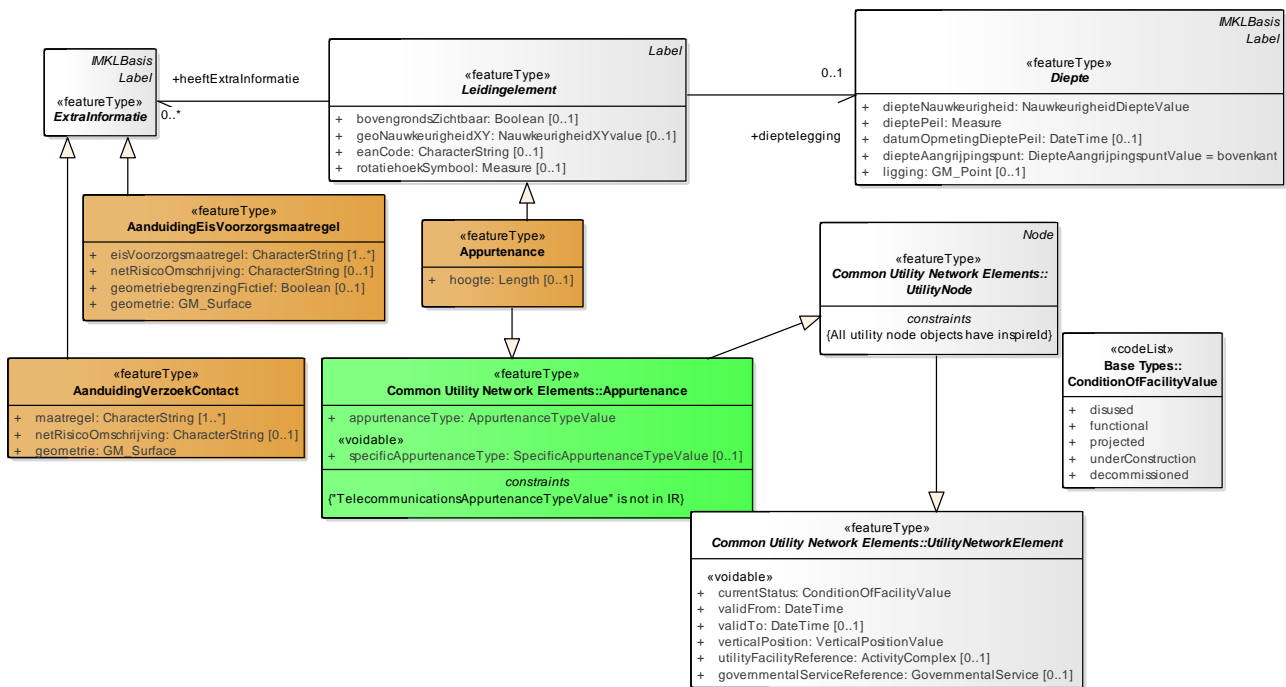 IMKLBasis
Label
«featureType»
ExtraInformatie
+heeftExtraInformatie
0..*
Label
«featureType»
Leidingelement
+ bovengrondsZichtbaar: Boolean [0..1]
+ geoNauwkeurigheidXY: NauwkeurigheidXYvalue [0..1]
+ eanCode: CharacterString [0..1]
+ rotatiehoekSymbool: Measure [0..1]
0..1
+dieptelegging
IMKLBasis
Label
«featureType»
Diepte
+ diepteNauwkeurigheid: NauwkeurigheidDiepteValue
+ dieptePeil: Measure
+ datumOpmetingDieptePeil: DateTime [0..1]
+ diepteAangrijpingspunt: DiepteAangrijpingspuntValue = bovenkant
+ ligging: GM_Point [0..1]
«featureType»
AanduidingEisVoorzorgsmaatregel
+ eisVoorzorgsmaatregel: CharacterString [1..*]
+ netRisicoOmschrijving: CharacterString [0..1]
+ geometriebegrenzingFictief: Boolean [0..1]
+ geometrie: GM_Surface
«featureType»
Appurtenance
+ hoogte: Length [0..1]
Node
«featureType»
Common Utility Network Elements::
UtilityNode
constraints
{All utility node objects have inspireId}
«codeList»
Base Types::
ConditionOfFacilityValue
+ disused
+ functional
+ projected
+ underConstruction
+ decommissioned
«featureType»
AanduidingVerzoekContact
+ maatregel: CharacterString [1..*]
+ netRisicoOmschrijving: CharacterString [0..1]
+ geometrie: GM_Surface
«featureType»
Common Utility Network Elements::Appurtenance
+ appurtenanceType: AppurtenanceTypeValue
«voidable»
+ specificAppurtenanceType: SpecificAppurtenanceTypeValue [0..1]
constraints
{"TelecommunicationsAppurtenanceTypeValue" is not in IR}
«featureType»
Common Utility Network Elements::UtilityNetworkElement
«voidable»
+ currentStatus: ConditionOfFacilityValue
+ validFrom: DateTime
+ validTo: DateTime [0..1]
+ verticalPosition: VerticalPositionValue
+ utilityFacilityReference: ActivityComplex [0..1]
+ governmentalServiceReference: GovernmentalService [0..1]